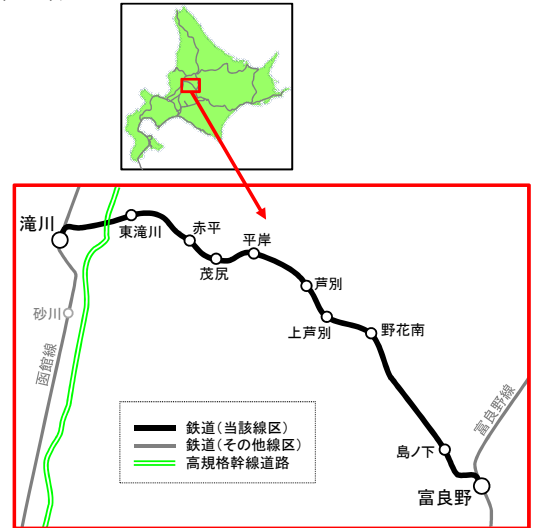 滝川
東滝川
赤平
平岸
茂尻
芦別
砂川
上芦別
野花南
函館線
富良野線
鉄道(当該線区)
鉄道(その他線区)
高規格幹線道路
島ノ下
富良野